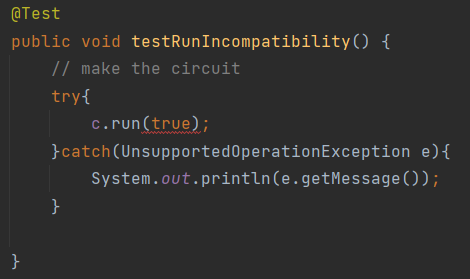 @Test
public void testRunIncompatibility() {
    // make the circuit
    try{
        c.run(true);
    }catch(UnsupportedOperationException e){
        System.out.println(e.getMessage());
    }
}